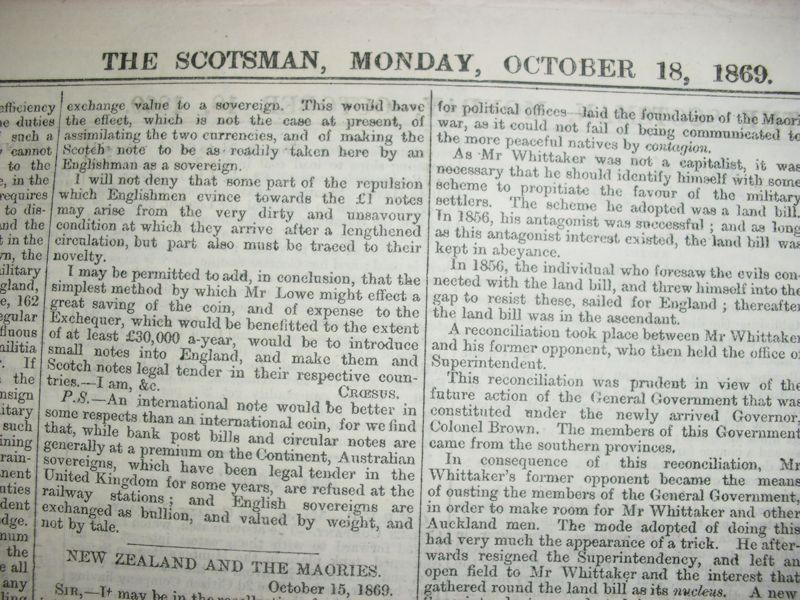 THE SCOTSMAN, MONDAY, OCTOBER 18, 1869.
efficiency
duties
such a
cannot
to the
in the
requires
to dis-
and the
in the
the
military
gland,
162
regular
fluous
militia
If
the
nsign
litary
such
ining
train-
nent
uties
dent
dge.
mum
the
all
any
exchange value to a sovereign. This would have
the effect, which is not the case at present, of
assimilating the two currencies, and of making the
Scotch note to be as readily taken here by an
Englishman as a sovereign.
I will not deny that some part of the repulsion
which Englishmen evince towards the £1 notes
may arise from the very dirty and unsavoury
condition at which they arrive after a lengthened
circulation, but part also must be traced to their
novelty.
I may be permitted to add, in conclusion, that the
simplest method by which Mr Lowe might effect a
great saving of the coin, and of expense to the
Exchequer, which would be benefitted to the extent
of at least £30,000 a-year, would be to introduce
small notes into England, and make them and
Scotch notes legal tender in their respective coun-
tries.—I am, &c. CRŒSUS.
P.S.—An international note would be better in
some respects than an international coin, for we find
that, while bank post bills and circular notes are
generally at a premium on the Continent, Australian
sovereigns, which have been legal tender in the
United Kingdom for some years, are refused at the
railway stations; and English sovereigns are
exchanged as bullion, and valued by weight, and
not by tale.
NEW ZEALAND AND THE MAORIES.
October 15, 1869.
SIR,—It may be in the
for political offices—laid the foundation of the Maori
war, as it could not fail of being communicated to
the more peaceful natives by contagion.
As Mr Whittaker was not a capitalist, it was
necessary that he should identify himself with some
scheme to propitiate the favour of the military
settlers. The scheme he adopted was a land bill.
In 1856, his antagonist was successful; and as long
as this antagonist interest existed, the land bill was
kept in abeyance.
In 1856, the individual who foresaw the evils con-
nected with the land bill, and threw himself into the
gap to resist these, sailed for England; thereafter
the land bill was in the ascendant.
A reconciliation took place between Mr Whittaker
and his former opponent, who then held the office of
Superintendent.
This reconciliation was prudent in view of the
future action of the General Government that was
constituted under the newly arrived Governor,
Colonel Brown. The members of this Government
came from the southern provinces.
In consequence of this reconciliation, Mr
Whittaker's former opponent became the means
of ousting the members of the General Government,
in order to make room for Mr Whittaker and other
Auckland men. The mode adopted of doing this
had very much the appearance of a trick. He after-
wards resigned the Superintendency, and left an
open field to Mr Whittaker and the interest that
gathered round the land bill as its nucleus. A new